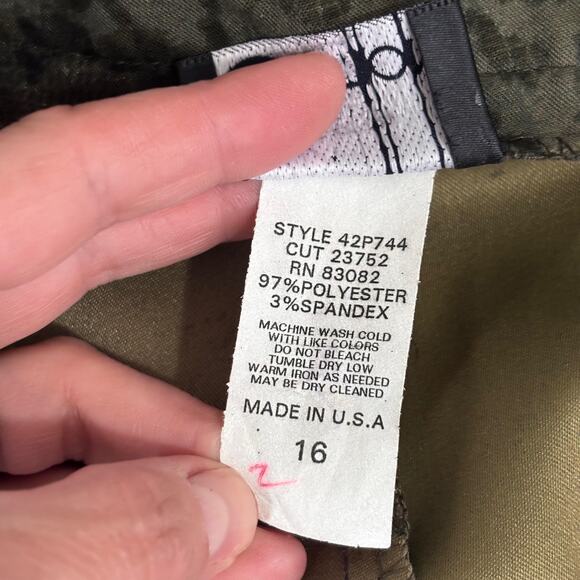 STYLE 42P744
CUT 23752
RN 83082
97%POLYESTER
3%SPANDEX
MACHINE WASH COLD
WITH LIKE COLORS
DO NOT BLEACH
TUMBLE DRY LOW
WARM IRON AS NEEDED
MAY BE DRY CLEANED
MADE IN U.S.A
16
2